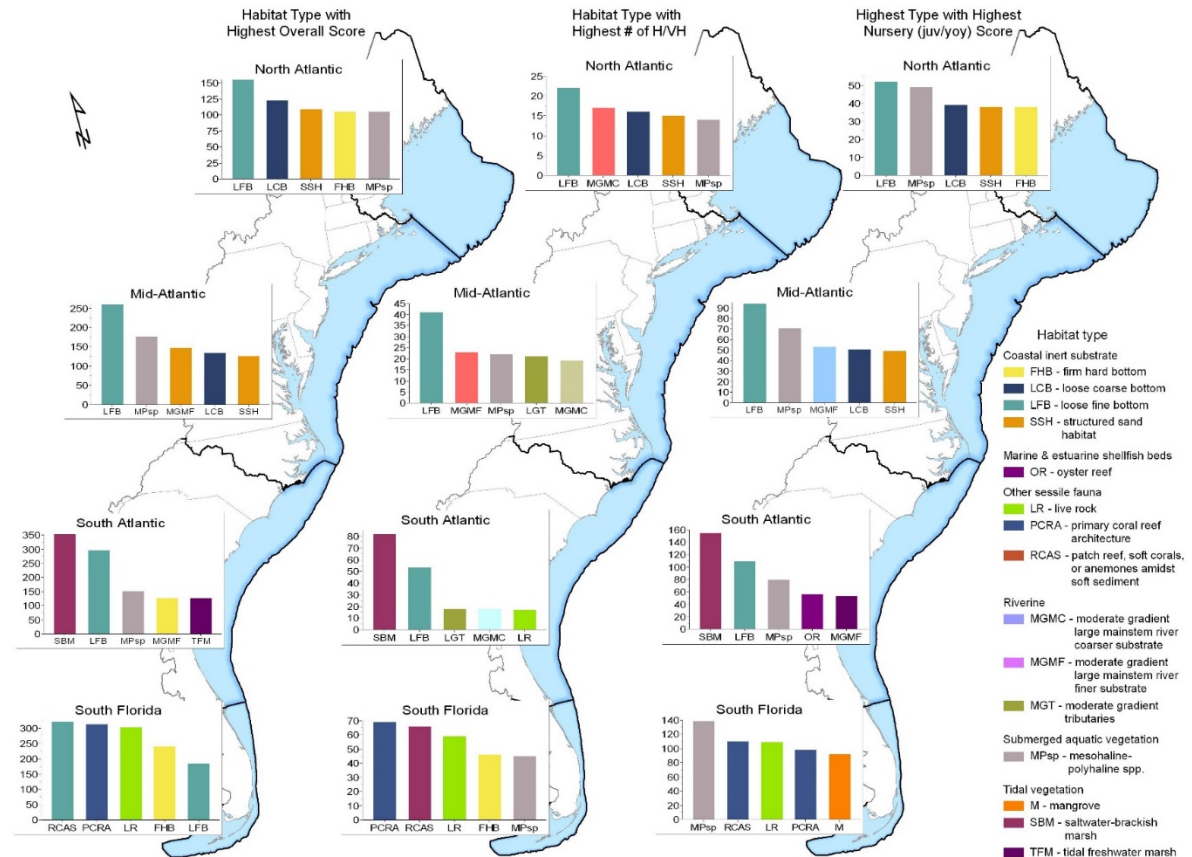 Habitat Type with
Highest Overall Score
Habitat Type with
Highest # of H/VH
Highest Type with Highest
Nursery (juv/yoy) Score
North Atlantic
150
125
100
75
50
25
0
LFB LCB SSH FHB MPsp
North Atlantic
25
20
15
10
5
0
LFB MGMC LCB SSH MPsp
North Atlantic
50
40
30
20
10
0
LFB MPsp LCB SSH FHB
N
Mid-Atlantic
250
200
150
100
50
0
LFB MPsp MGMF LCB SSH
Mid-Atlantic
45
40
35
30
25
20
15
10
5
0
LFB MGMF MPsp LGT MGMC
Mid-Atlantic
90
80
70
60
50
40
30
20
10
0
LFB MPsp MGMF LCB SSH
South Atlantic
350
300
250
200
150
100
50
0
SBM LFB MPsp MGMF TFM
South Atlantic
80
70
60
50
40
30
20
10
0
SBM LFB LGT MGMC LR
South Atlantic
160
140
120
100
80
60
40
20
0
SBM LFB MPsp OR MGMF
South Florida
300
250
200
150
100
50
0
RCAS PCRA LR FHB LFB
South Florida
70
60
50
40
30
20
10
0
PCRA RCAS LR FHB MPsp
South Florida
140
120
100
80
60
40
20
0
MPsp RCAS LR PCRA M
Habitat type
Coastal inert substrate
FHB - firm hard bottom
LCB - loose coarse bottom
LFB - loose fine bottom
SSH - structured sand
habitat
Marine & estuarine shellfish beds
OR - oyster reef
Other sessile fauna
LR - live rock
PCRA - primary coral reef
architecture
RCAS - patch reef, soft corals,
or anemones amidst
soft sediment
Riverine
MGMC - moderate gradient
large mainstem river
coarser substrate
MGMF - moderate gradient
large mainstem river
finer substrate
MGT - moderate gradient
tributaries
Submerged aquatic vegetation
MPsp - mesohaline-
polyhaline spp.
Tidal vegetation
M - mangrove
SBM - saltwater-brackish
marsh
TFM - tidal freshwater marsh